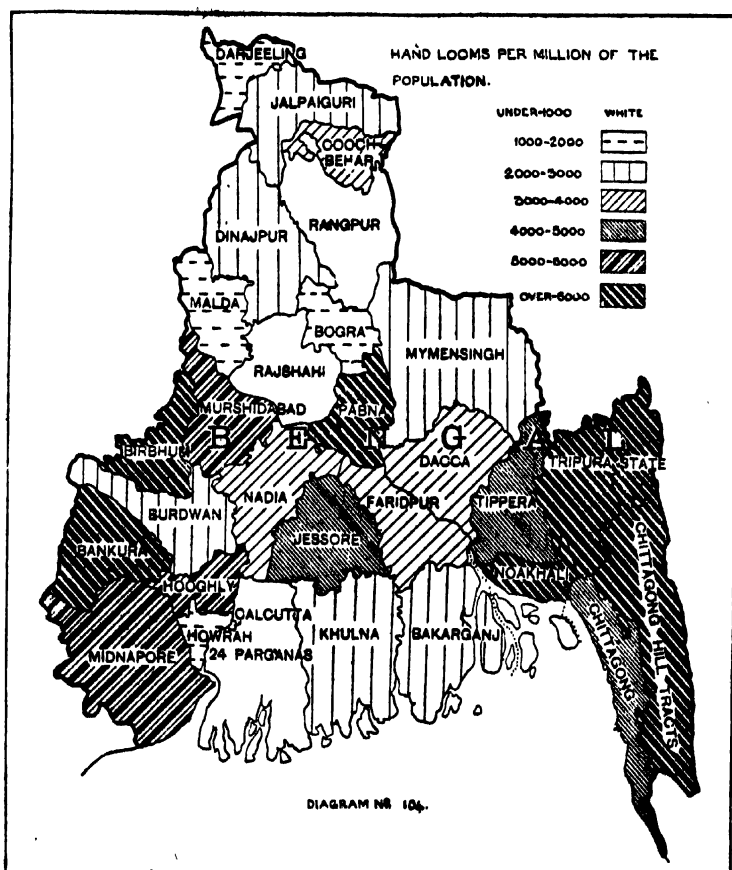 HAND LOOMS PER MILLION OF THE
POPULATION.
UNDER-1000 WHITE
1000-2000
2000-3000
3000-4000
4000-5000
5000-6000
OVER-6000
DARJEELING
JALPAIGURI
COOCH
BEHAR
RANGPUR
DINAJPUR
MALDA
BOGRA
MYMENSINGH
RAJSHAHI
MURSHIDABAD
PABNA
BENGAL
BIRBHUM
DACCA
TRIPURA STATE
NADIA
FARIDPUR
TIPPERA
BURDWAN
JESSORE
BANKURA
NOAKHALI
HOOGHLY
CALCUTTA
HOWRAH
24 PARGANAS
KHULNA
BAKARGANJ
MIDNAPORE
CHITTAGONG
CHITTAGONG HILL TRACTS
DIAGRAM NO 104.